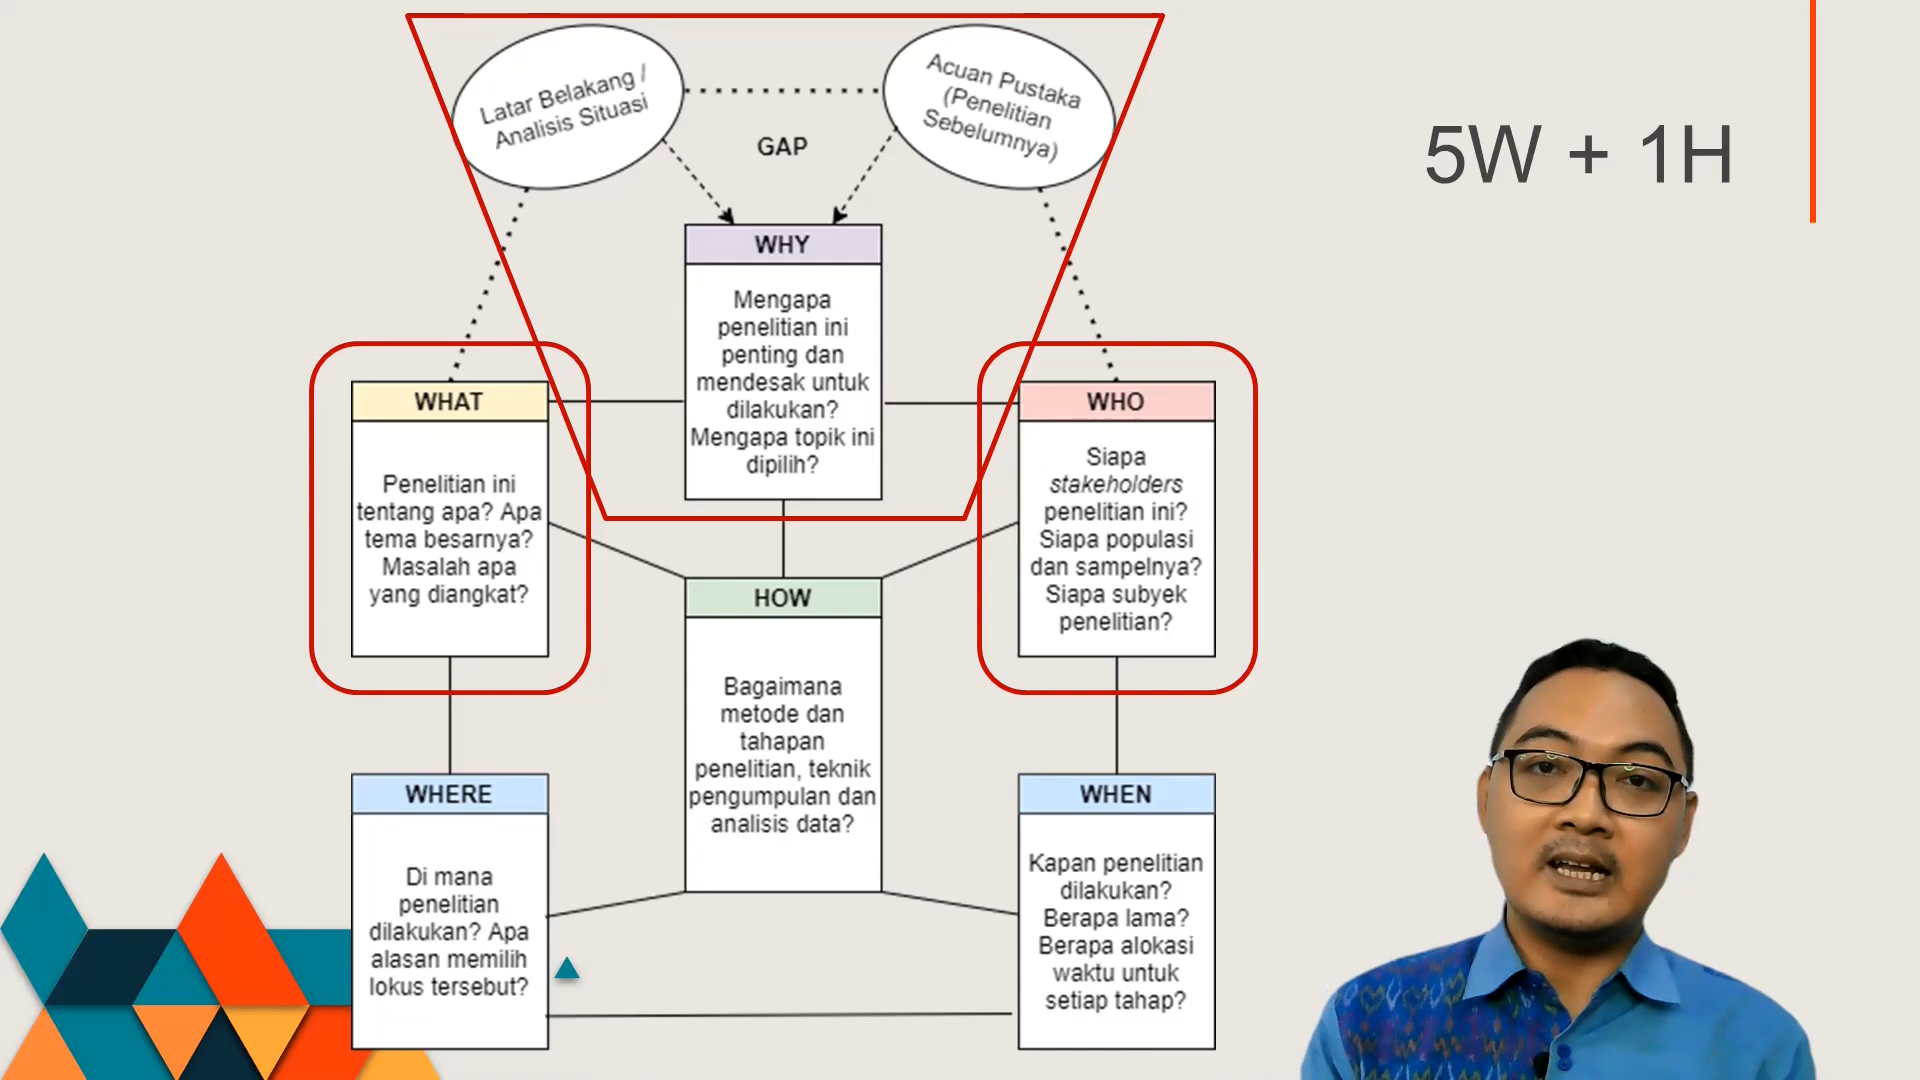 5W + 1H
Latar Belakang /
Analisis Situasi
Acuan Pustaka
(Penelitian
Sebelumnya)
GAP
WHY
Mengapa
penelitian ini
penting dan
mendesak untuk
dilakukan?
Mengapa topik ini
dipilih?
WHAT
Penelitian ini
tentang apa? Apa
tema besarnya?
Masalah apa
yang diangkat?
WHO
Siapa
stakeholders
penelitian ini?
Siapa populasi
dan sampelnya?
Siapa subyek
penelitian?
HOW
Bagaimana
metode dan
tahapan
penelitian, teknik
pengumpulan dan
analisis data?
WHERE
Di mana
penelitian
dilakukan? Apa
alasan memilih
lokus tersebut?
WHEN
Kapan penelitian
dilakukan?
Berapa lama?
Berapa alokasi
waktu untuk
setiap tahap?